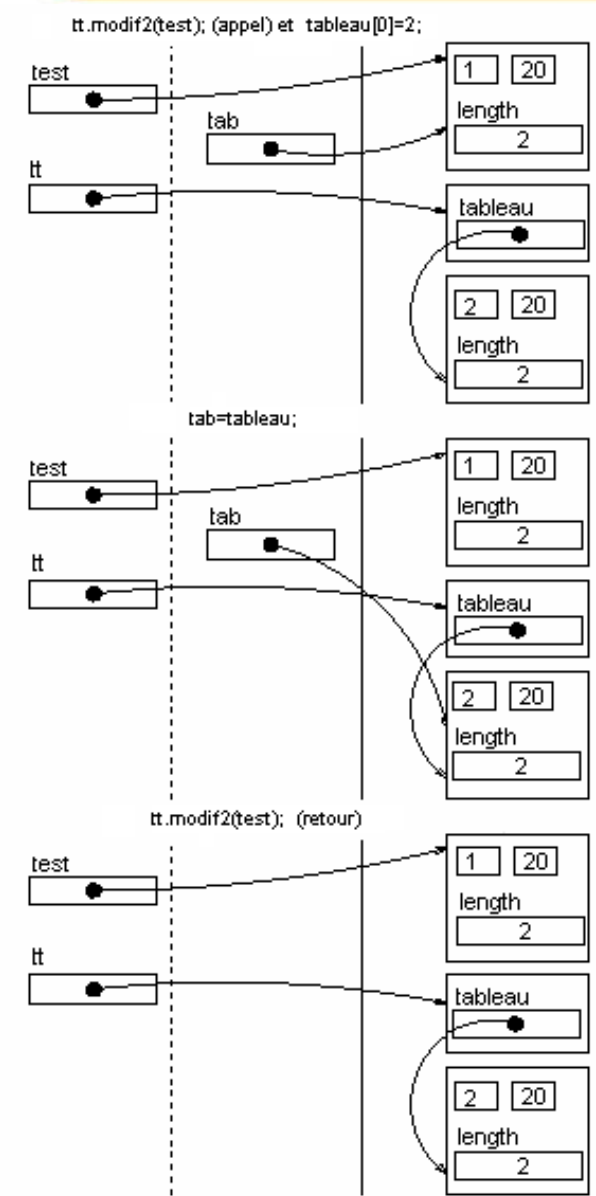 tt.modif2(test); (appel) et tableau[0]=2;
test
1 20
tab
length
2
tt
tableau
2 20
length
2
tab=tableau;
test
1 20
tab
length
2
tt
tableau
2 20
length
2
tt.modif2(test); (retour)
test
1 20
length
2
tt
tableau
2 20
length
2